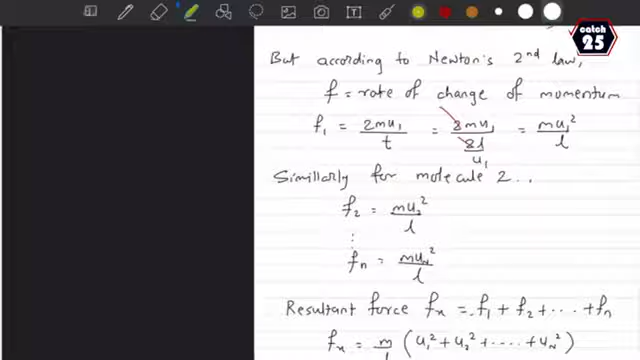 catch
25
But according to Newton's 2nd law,
f = rate of change of momentum
f₁ = 2mu₁/t = 2mu₁/(2l/u₁) = mu₁²/l
Similarly for molecule 2...
f₂ = mu₂²/l
⋮
fn = muN²/l
Resultant force fx = f₁ + f₂ + .... + fn
fx = m/l (u₁² + u₂² + .... + uN²)